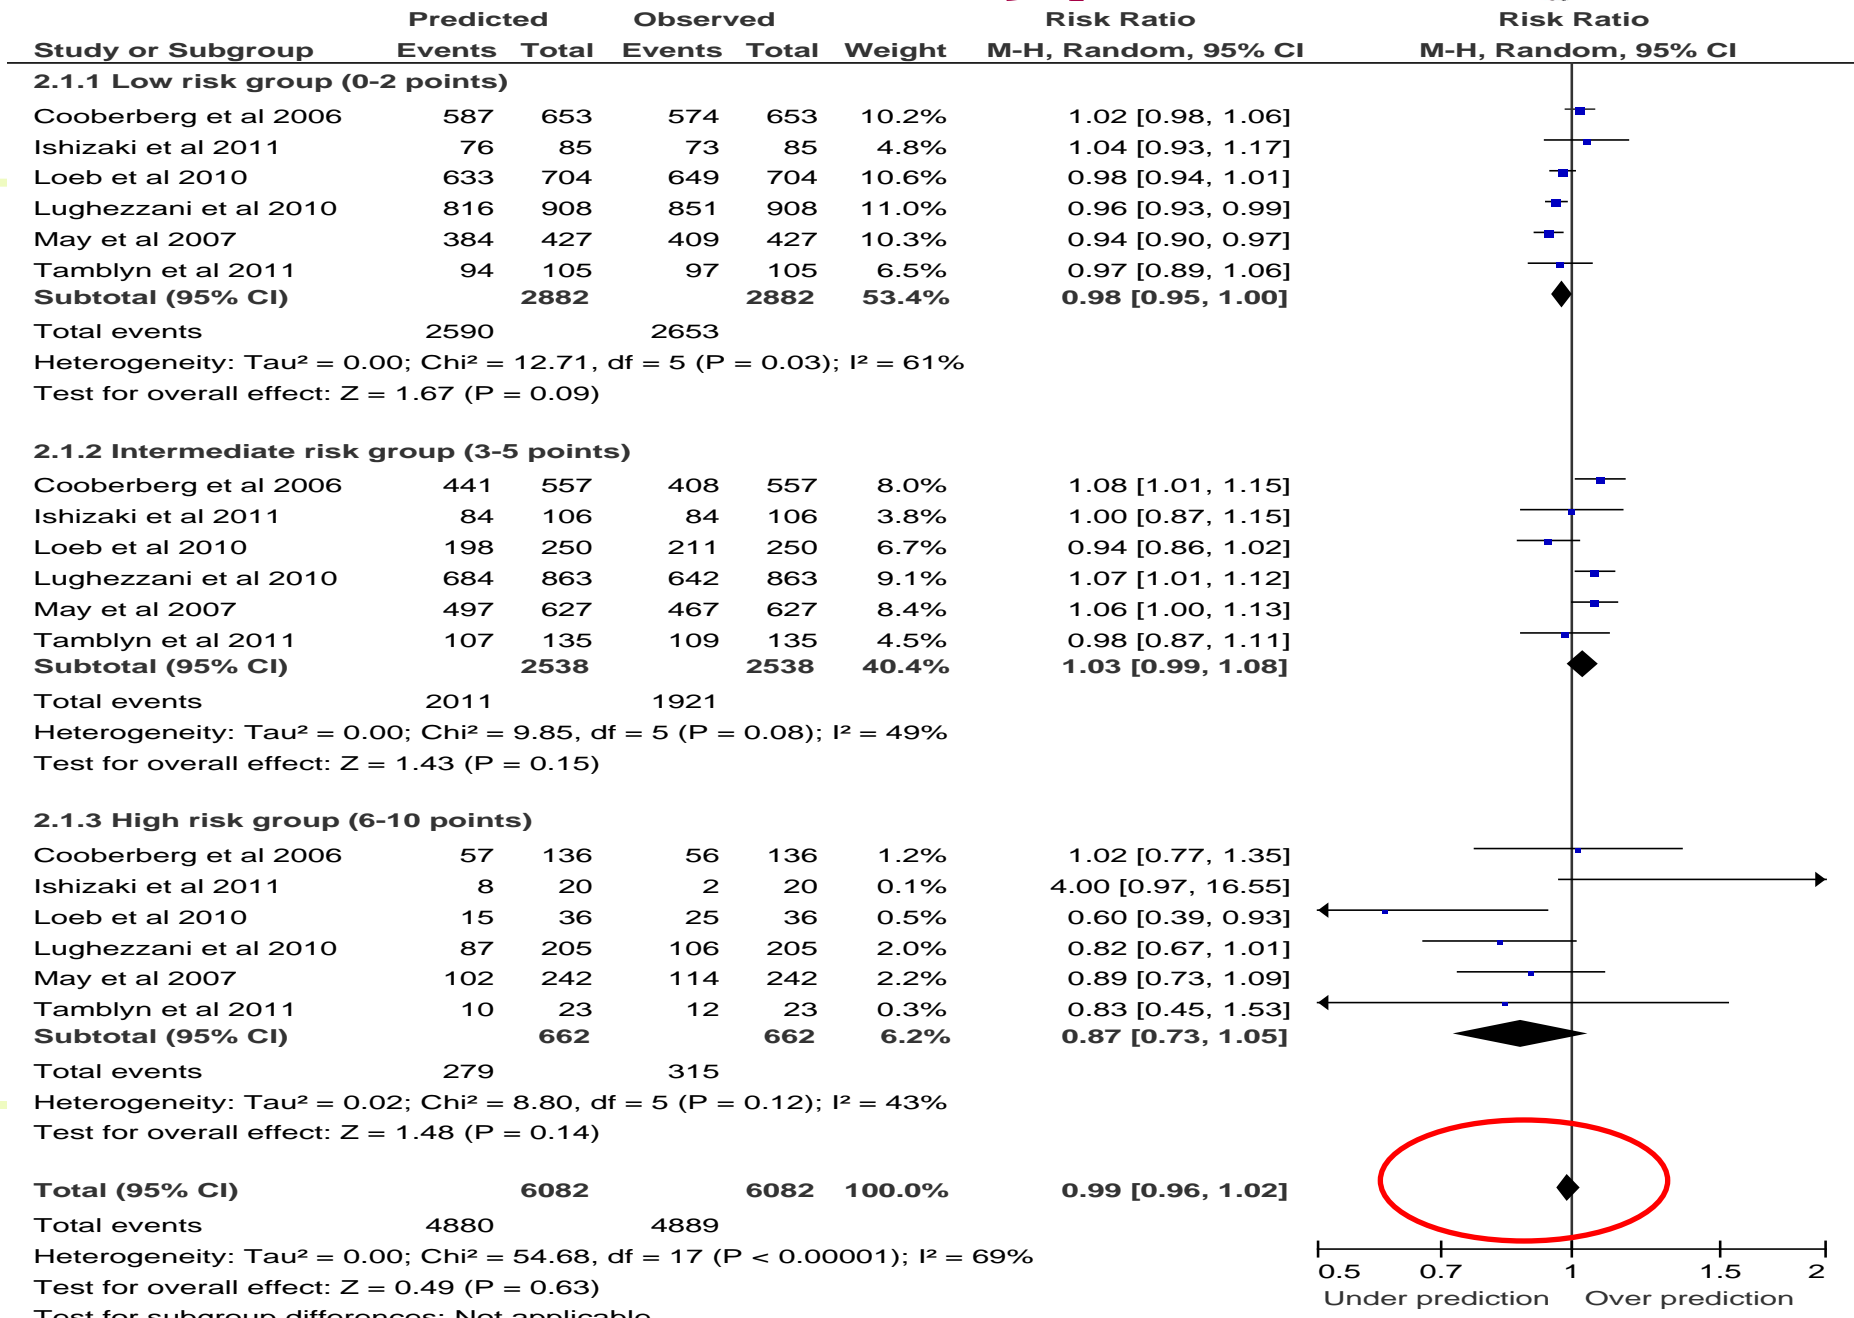 Predicted Observed Risk Ratio Risk Ratio
Study or Subgroup Events Total Events Total Weight M-H, Random, 95% CI M-H, Random, 95% CI
2.1.1 Low risk group (0-2 points)
Cooberberg et al 2006 587 653 574 653 10.2% 1.02 [0.98, 1.06]
Ishizaki et al 2011 76 85 73 85 4.8% 1.04 [0.93, 1.17]
Loeb et al 2010 633 704 649 704 10.6% 0.98 [0.94, 1.01]
Lughezzani et al 2010 816 908 851 908 11.0% 0.96 [0.93, 0.99]
May et al 2007 384 427 409 427 10.3% 0.94 [0.90, 0.97]
Tamblyn et al 2011 94 105 97 105 6.5% 0.97 [0.89, 1.06]
Subtotal (95% CI) 2882 2882 53.4% 0.98 [0.95, 1.00]
Total events 2590 2653
Heterogeneity: Tau² = 0.00; Chi² = 12.71, df = 5 (P = 0.03); I² = 61%
Test for overall effect: Z = 1.67 (P = 0.09)
2.1.2 Intermediate risk group (3-5 points)
Cooberberg et al 2006 441 557 408 557 8.0% 1.08 [1.01, 1.15]
Ishizaki et al 2011 84 106 84 106 3.8% 1.00 [0.87, 1.15]
Loeb et al 2010 198 250 211 250 6.7% 0.94 [0.86, 1.02]
Lughezzani et al 2010 684 863 642 863 9.1% 1.07 [1.01, 1.12]
May et al 2007 497 627 467 627 8.4% 1.06 [1.00, 1.13]
Tamblyn et al 2011 107 135 109 135 4.5% 0.98 [0.87, 1.11]
Subtotal (95% CI) 2538 2538 40.4% 1.03 [0.99, 1.08]
Total events 2011 1921
Heterogeneity: Tau² = 0.00; Chi² = 9.85, df = 5 (P = 0.08); I² = 49%
Test for overall effect: Z = 1.43 (P = 0.15)
2.1.3 High risk group (6-10 points)
Cooberberg et al 2006 57 136 56 136 1.2% 1.02 [0.77, 1.35]
Ishizaki et al 2011 8 20 2 20 0.1% 4.00 [0.97, 16.55]
Loeb et al 2010 15 36 25 36 0.5% 0.60 [0.39, 0.93]
Lughezzani et al 2010 87 205 106 205 2.0% 0.82 [0.67, 1.01]
May et al 2007 102 242 114 242 2.2% 0.89 [0.73, 1.09]
Tamblyn et al 2011 10 23 12 23 0.3% 0.83 [0.45, 1.53]
Subtotal (95% CI) 662 662 6.2% 0.87 [0.73, 1.05]
Total events 279 315
Heterogeneity: Tau² = 0.02; Chi² = 8.80, df = 5 (P = 0.12); I² = 43%
Test for overall effect: Z = 1.48 (P = 0.14)
Total (95% CI) 6082 6082 100.0% 0.99 [0.96, 1.02]
Total events 4880 4889
Heterogeneity: Tau² = 0.00; Chi² = 54.68, df = 17 (P < 0.00001); I² = 69%
Test for overall effect: Z = 0.49 (P = 0.63)
Test for subgroup differences: Not applicable
0.5 0.7 1 1.5 2
Under prediction Over prediction